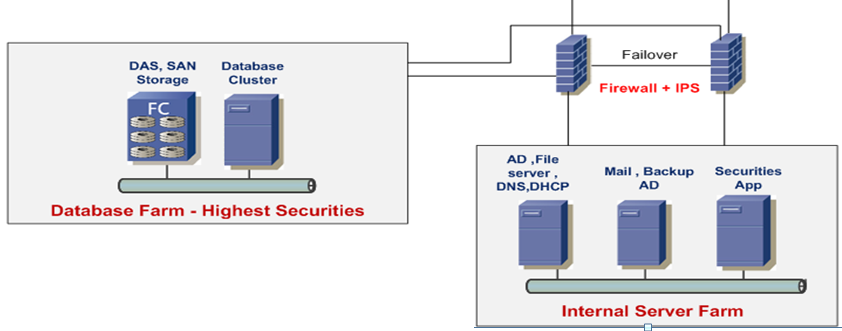 DAS, SAN
Storage
Database
Cluster
FC
Database Farm - Highest Securities
Failover
Firewall + IPS
AD ,File
server ,
DNS,DHCP
Mail , Backup
AD
Securities
App
Internal Server Farm